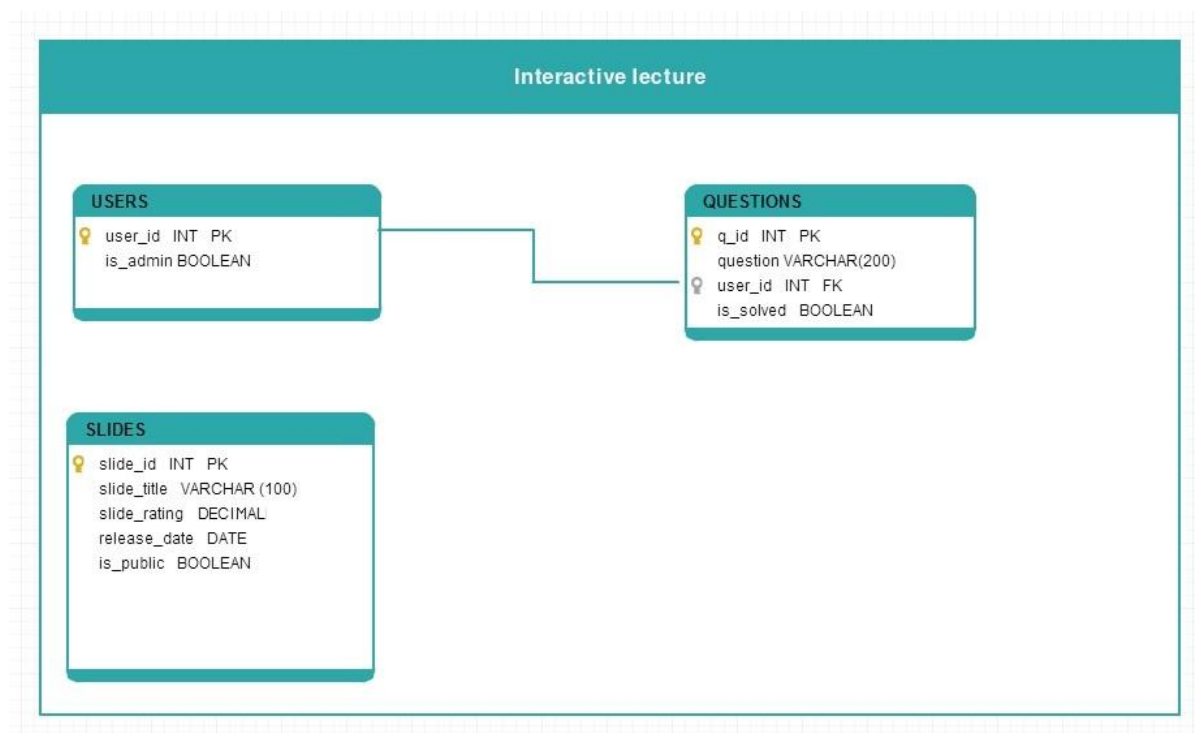 Interactive lecture
USERS
user_id INT PK
is_admin BOOLEAN
QUESTIONS
q_id INT PK
question VARCHAR(200)
user_id INT FK
is_solved BOOLEAN
SLIDES
slide_id INT PK
slide_title VARCHAR (100)
slide_rating DECIMAL
release_date DATE
is_public BOOLEAN